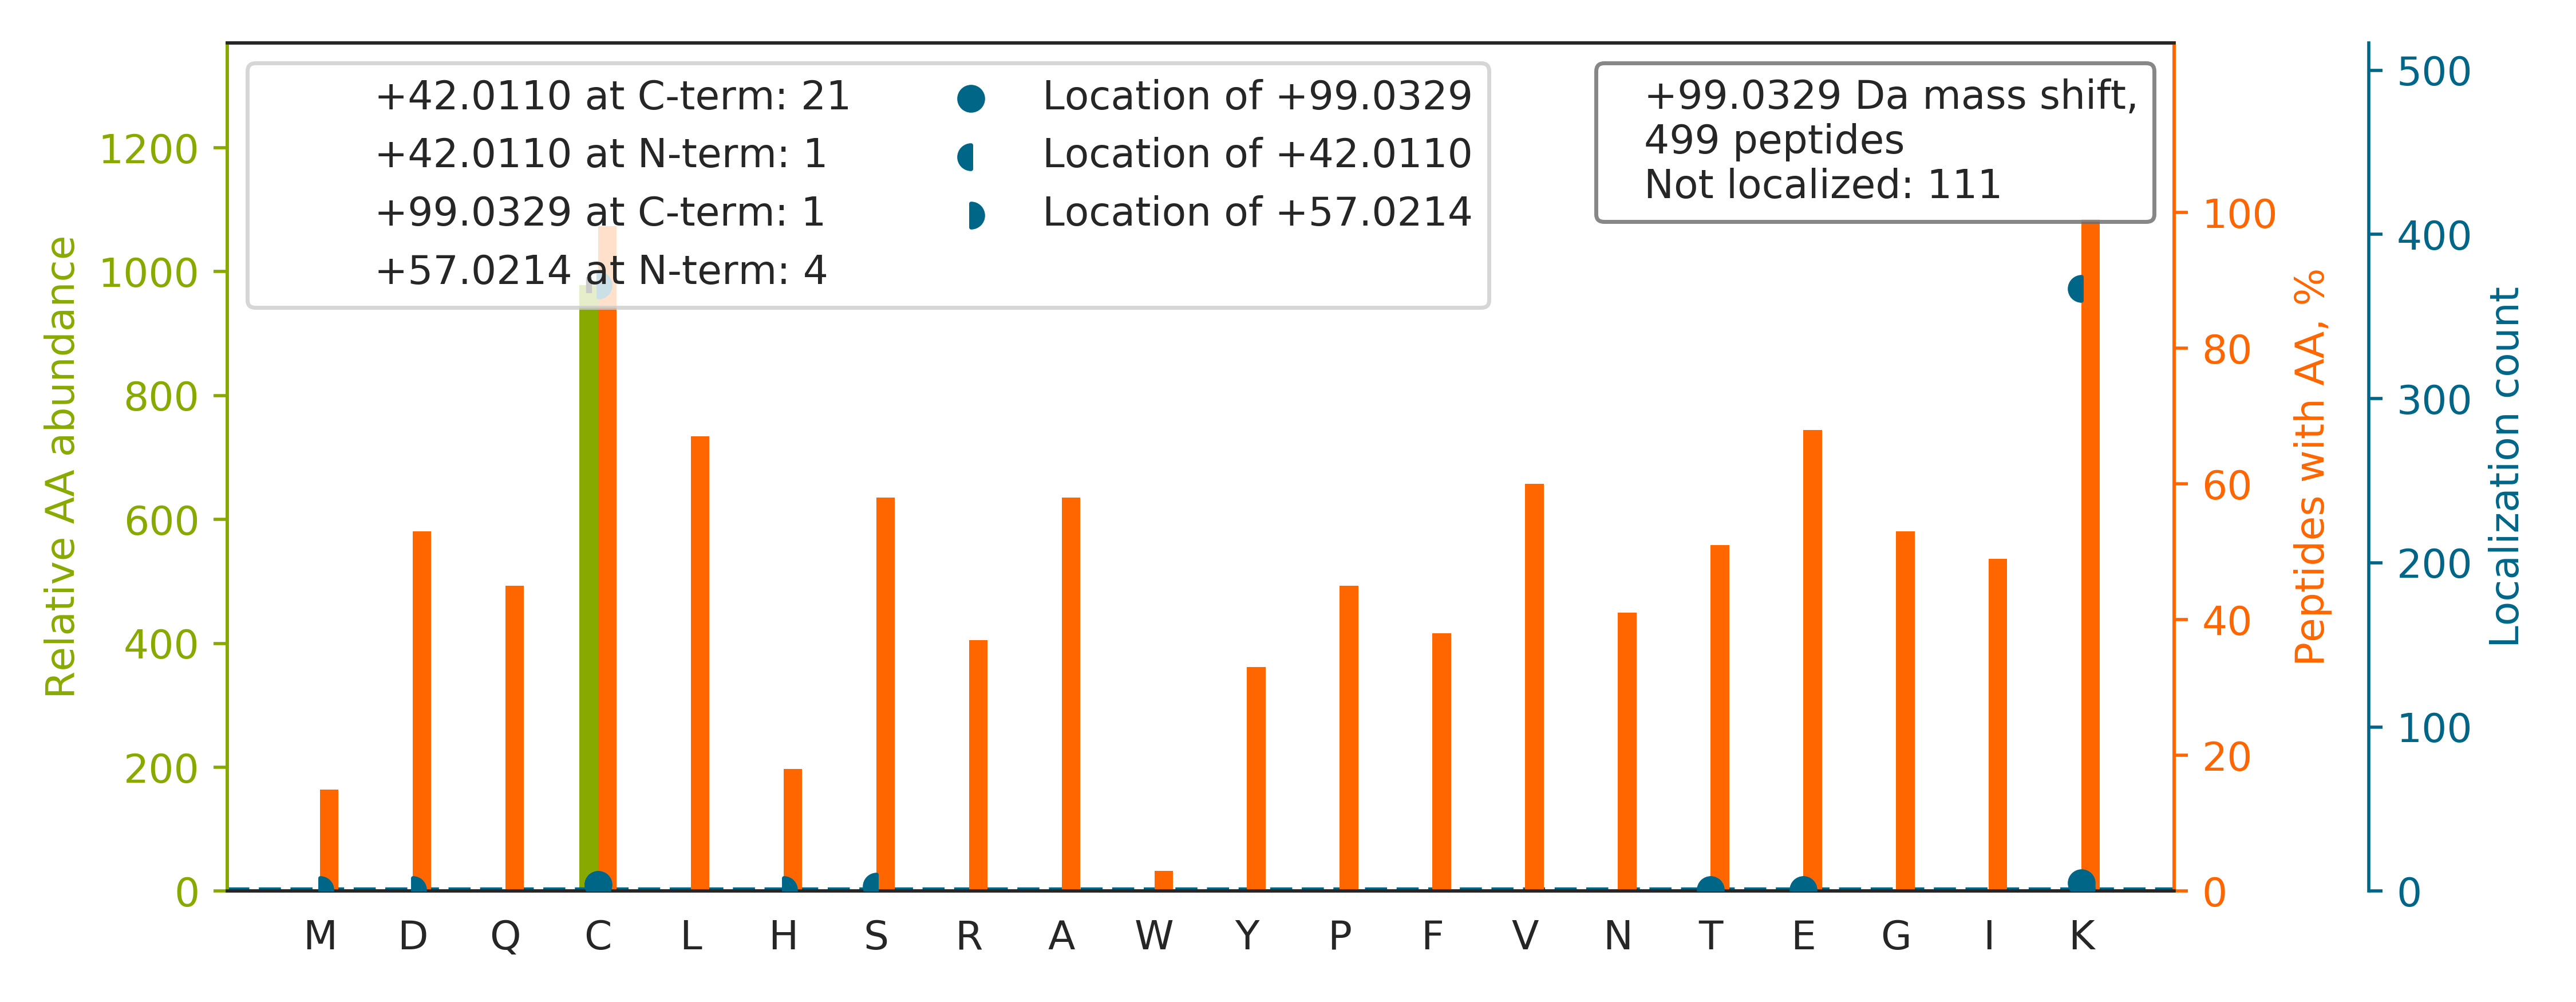 +42.0110 at C-term: 21
+42.0110 at N-term: 1
+99.0329 at C-term: 1
+57.0214 at N-term: 4
Location of +99.0329
Location of +42.0110
Location of +57.0214
+99.0329 Da mass shift,
499 peptides
Not localized: 111
Relative AA abundance
1200
1000
800
600
400
200
0
M D Q C L H S R A W Y P F V N T E G I K
100
80
60
40
20
0
Peptides with AA, %
500
400
300
200
100
0
Localization count